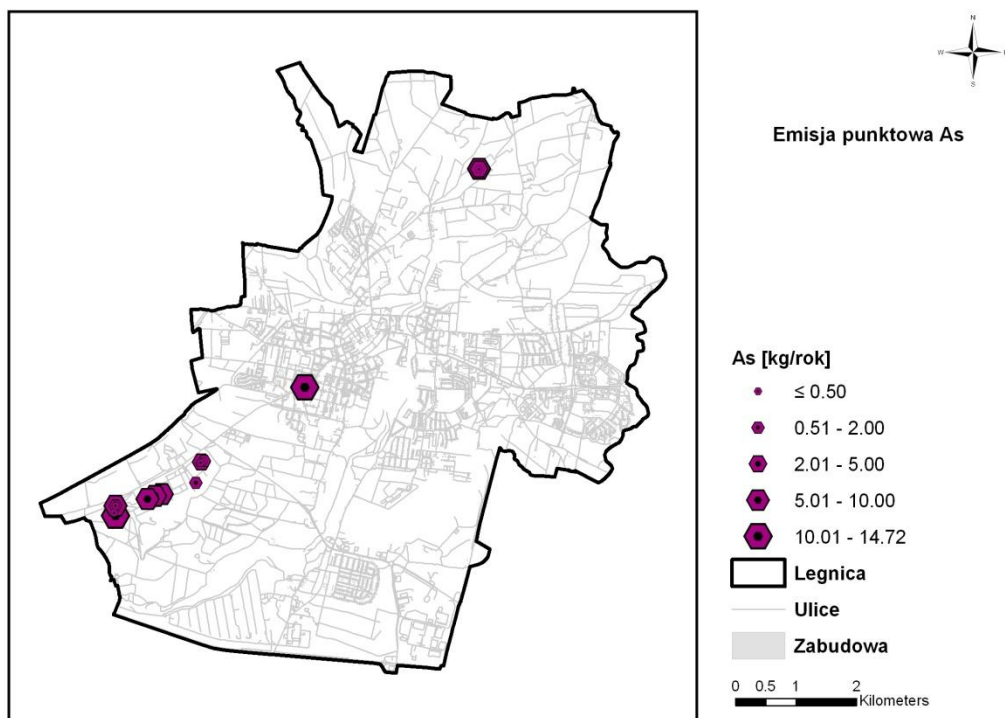 N
W
E
S
Emisja punktowa As
As [kg/rok]
≤ 0.50
0.51 - 2.00
2.01 - 5.00
5.01 - 10.00
10.01 - 14.72
Legnica
Ulice
Zabudowa
0 0.5 1 2
Kilometers